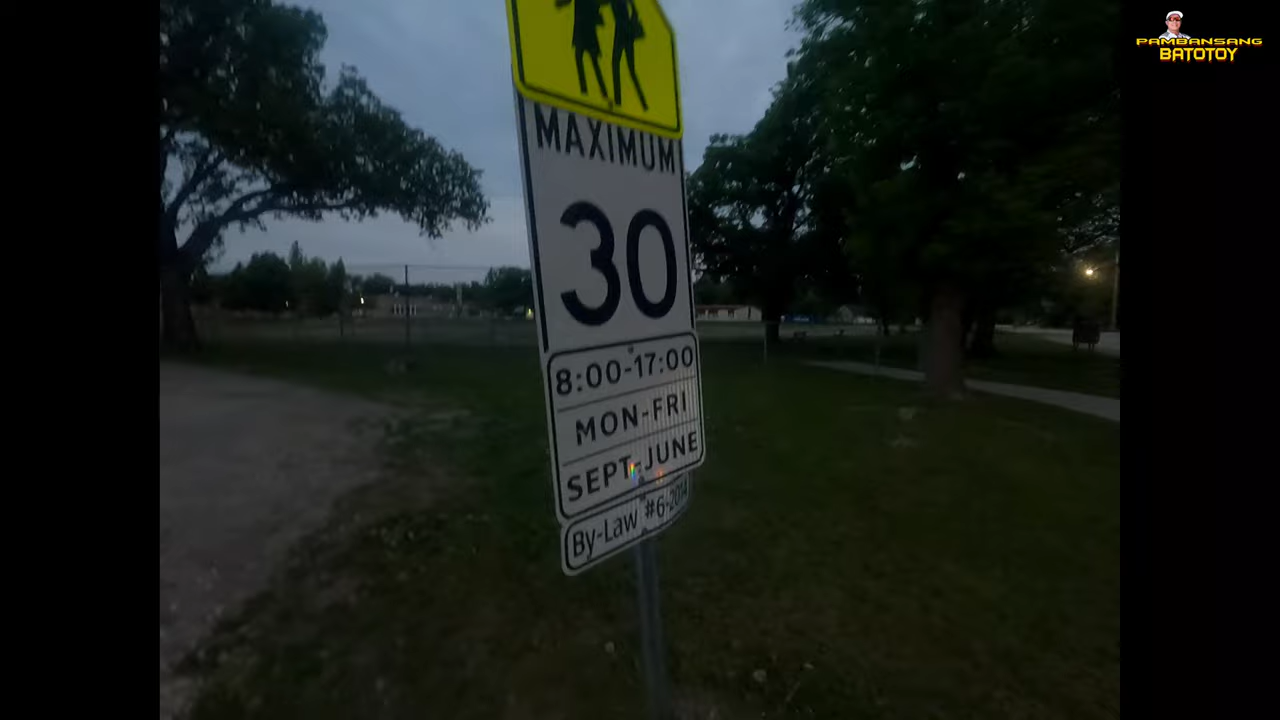 PAMBANSANG
BATOTOY
MAXIMUM
30
8:00-17:00
MON-FRI
SEPT-JUNE
By-Law #6-2014